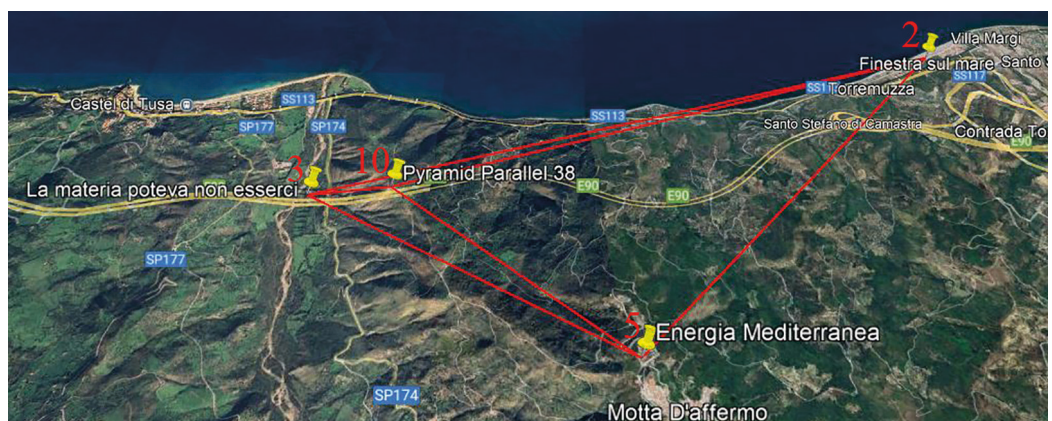 2
Villa Margi
Finestra sul mare
Santo S
SS117
SS11
Torremuzza
Castel di Tusa
SS113
SS113
SP177
SP174
Santo Stefano di Camastra
Contrada To
E90
3
10
Pyramid Parallel 38
La materia poteva non esserci
E90
SP177
5
Energia Mediterranea
SP174
Motta D'affermo